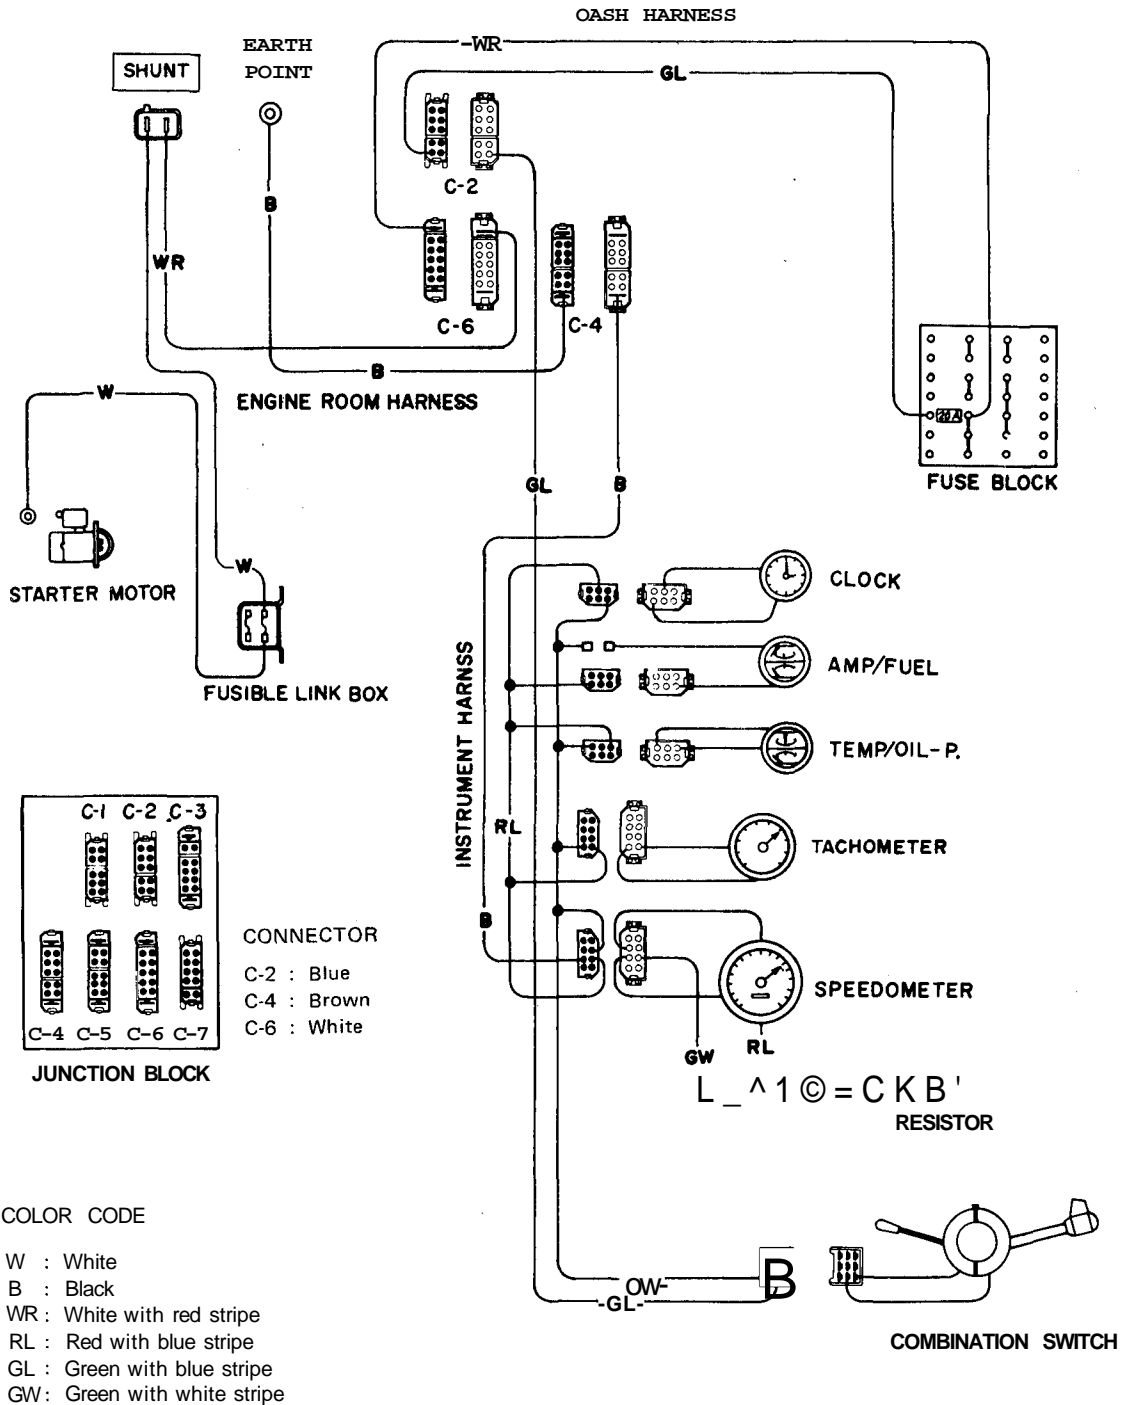 OASH HARNESS
EARTH
POINT
SHUNT
-WR
GL
C-2
B
WR
C-6
C-4
B
ENGINE ROOM HARNESS
W
20A
FUSE BLOCK
GL
B
STARTER MOTOR
W
FUSIBLE LINK BOX
CLOCK
AMP/FUEL
TEMP/OIL-P.
INSTRUMENT HARNSS
RL
TACHOMETER
B
SPEEDOMETER
GW
RL
L_^1©=CKB'
RESISTOR
C-1 C-2 C-3
C-4 C-5 C-6 C-7
JUNCTION BLOCK
CONNECTOR
C-2 : Blue
C-4 : Brown
C-6 : White
COLOR CODE
W : White
B : Black
WR : White with red stripe
RL : Red with blue stripe
GL : Green with blue stripe
GW : Green with white stripe
OW-
-GL-
B
COMBINATION SWITCH